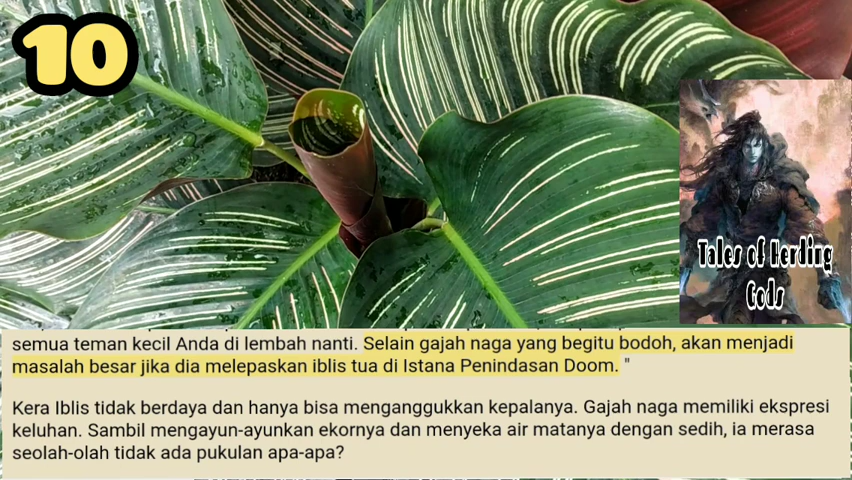 10
Tales of Herding
Gods
semua teman kecil Anda di lembah nanti. Selain gajah naga yang begitu bodoh, akan menjadi
masalah besar jika dia melepaskan iblis tua di Istana Penindasan Doom. "
Kera Iblis tidak berdaya dan hanya bisa menganggukkan kepalanya. Gajah naga memiliki ekspresi
keluhan. Sambil mengayun-ayunkan ekornya dan menyeka air matanya dengan sedih, ia merasa
seolah-olah tidak ada pukulan apa-apa?